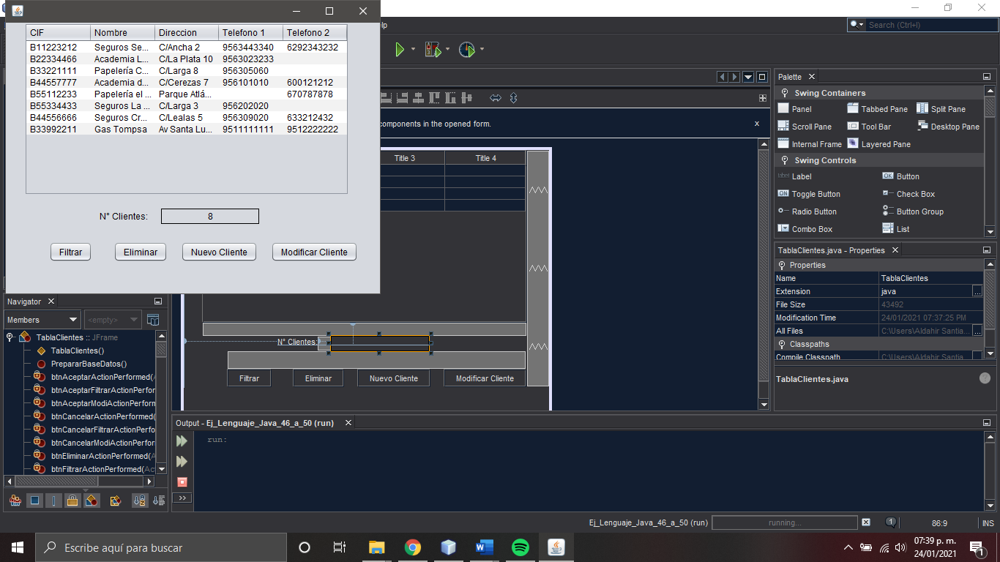 CIF Nombre Direccion Telefono 1 Telefono 2
B11223212 Seguros Se... C/Ancha 2 9563443340 6292343232
B22334466 Academia L... C/La Plata 10 9563023233
B33221111 Papelería C... C/Larga 8 956305060
B44557777 Academia d... C/Cerezas 7 956101010 600121212
B55112233 Papelería el ... Parque Atlá... 670787878
B55334433 Seguros La ... C/Larga 3 956202020
B44556666 Seguros Cr... C/Lealas 5 956309020 633212432
B33992211 Gas Tompsa Av Santa Lu... 9511111111 9512222222
N° Clientes: 8
Filtrar Eliminar Nuevo Cliente Modificar Cliente
lp
Search (Ctrl+I)
components in the opened form. x
Title 3 Title 4
N° Clientes:
Filtrar Eliminar Nuevo Cliente Modificar Cliente
Palette
Swing Containers
Panel Tabbed Pane Split Pane
Scroll Pane Tool Bar Desktop Pane
Internal Frame Layered Pane
Swing Controls
Label Button
Toggle Button Check Box
Radio Button Button Group
Combo Box List
TablaClientes.java - Properties
Properties
Name TablaClientes
Extension java ...
File Size 43492
Modification Time 24/01/2021 07:37:25 PM
All Files C:\Users\Aldahir Santia... ...
Classpaths
Compile Classpath C:\Users\Aldahir Santia...
TablaClientes.java
Navigator
Members <empty>
TablaClientes :: JFrame
TablaClientes()
PrepararBaseDatos()
btnAceptarActionPerformed(A
btnAceptarFiltrarActionPerfor
btnAceptarModiActionPerform
btnCancelarActionPerformed(
btnCancelarFiltrarActionPerfo
btnCancelarModiActionPerfor
btnEliminarActionPerformed(A
btnFiltrarActionPerformed(Ac
Output - Ej_Lenguaje_Java_46_a_50 (run)
run:
>>
Ej_Lenguaje_Java_46_a_50 (run) running... 1 86:9 INS
Escribe aquí para buscar
07:39 p. m.
24/01/2021
1